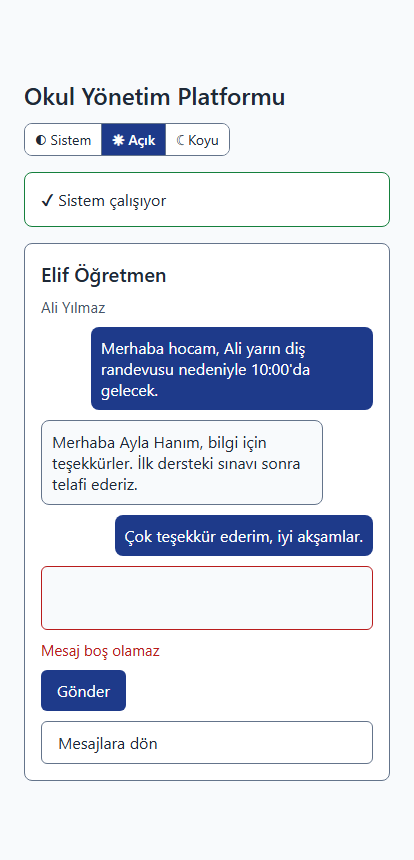 Okul Yönetim Platformu
◐ Sistem ☀ Açık ☾ Koyu
✓ Sistem çalışıyor
Elif Öğretmen
Ali Yılmaz
Merhaba hocam, Ali yarın diş
randevusu nedeniyle 10:00'da
gelecek.
Merhaba Ayla Hanım, bilgi için
teşekkürler. İlk dersteki sınavı sonra
telafi ederiz.
Çok teşekkür ederim, iyi akşamlar.
Mesaj boş olamaz
Gönder
Mesajlara dön